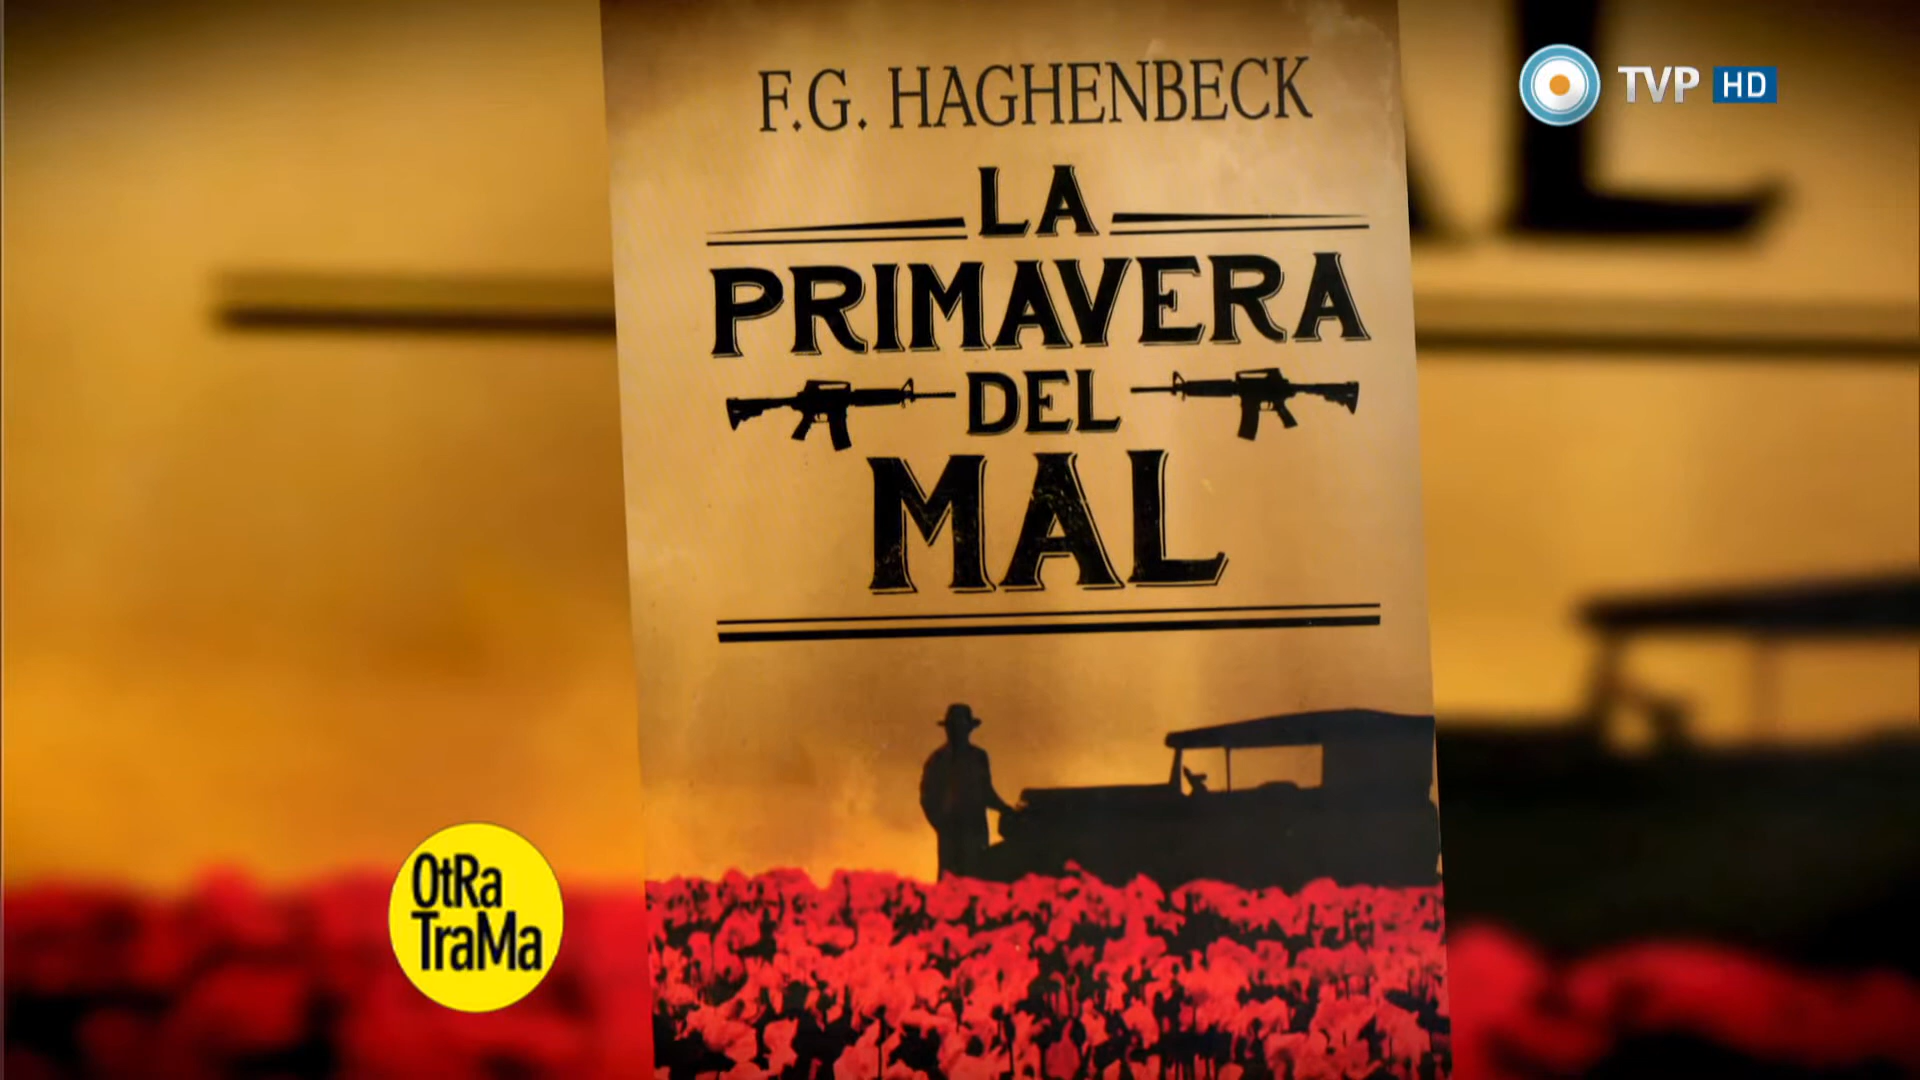 F.G. HAGHENBECK
LA
PRIMAVERA
DEL
MAL
TVP HD
OtRa
TraMa